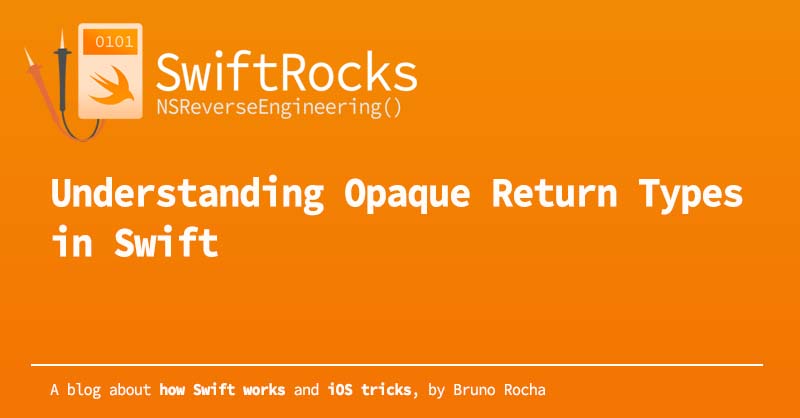 0101
SwiftRocks
NSReverseEngineering()
Understanding Opaque Return Types
in Swift
A blog about how Swift works and iOS tricks, by Bruno Rocha